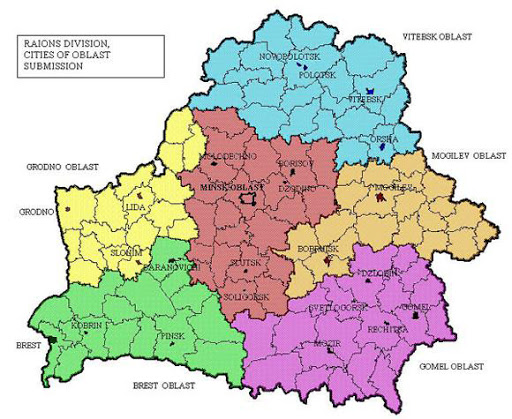 RAIONS DIVISION,
CITIES OF OBLAST
SUBMISSION
VITEBSK OBLAST
NOVOPOLOTSK
POLOTSK
VITEBSK
ORSHA
MOGILEV OBLAST
GRODNO OBLAST
MOLODECHNO
BORISOV
MINSK OBLAST
DZODINO
MOGILEV
GRODNO
LIDA
SLONIM
BARANOVICHI
BOBRUISK
SLUTSK
SOLIGORSK
ZLOBIN
SVETLOGORSK
GOMEL
RECHITKA
MOZIR
KOBRIN
PINSK
BREST
BREST OBLAST
GOMEL OBLAST